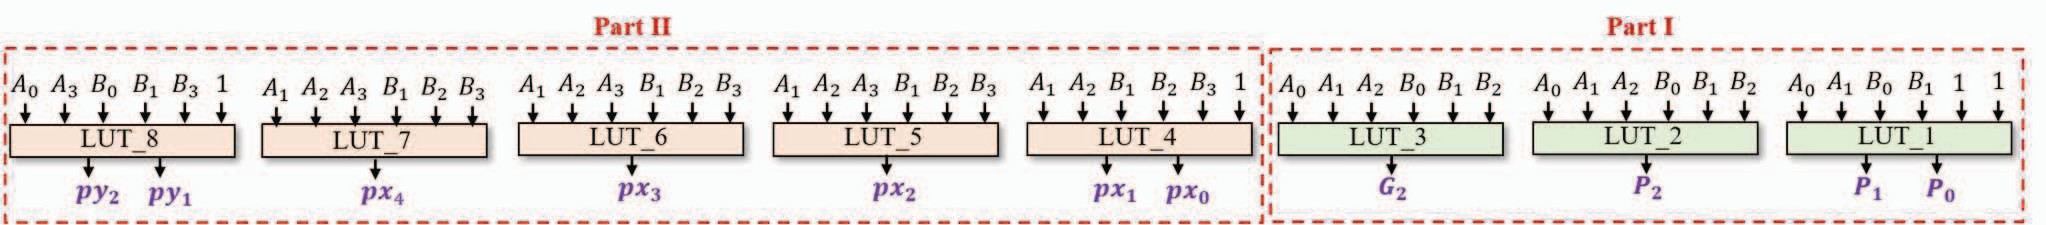 Part II Part I
A₀ A₃ B₀ B₁ B₃ 1 A₁ A₂ A₃ B₁ B₂ B₃ A₁ A₂ A₃ B₁ B₂ B₃ A₁ A₂ A₃ B₁ B₂ B₃ A₁ A₂ B₁ B₂ B₃ 1 A₀ A₁ A₂ B₀ B₁ B₂ A₀ A₁ A₂ B₀ B₁ B₂ A₀ A₁ B₀ B₁ 1 1
LUT_8 LUT_7 LUT_6 LUT_5 LUT_4 LUT_3 LUT_2 LUT_1
py₂ py₁ px₄ px₃ px₂ px₁ px₀ G₂ P₂ P₁ P₀